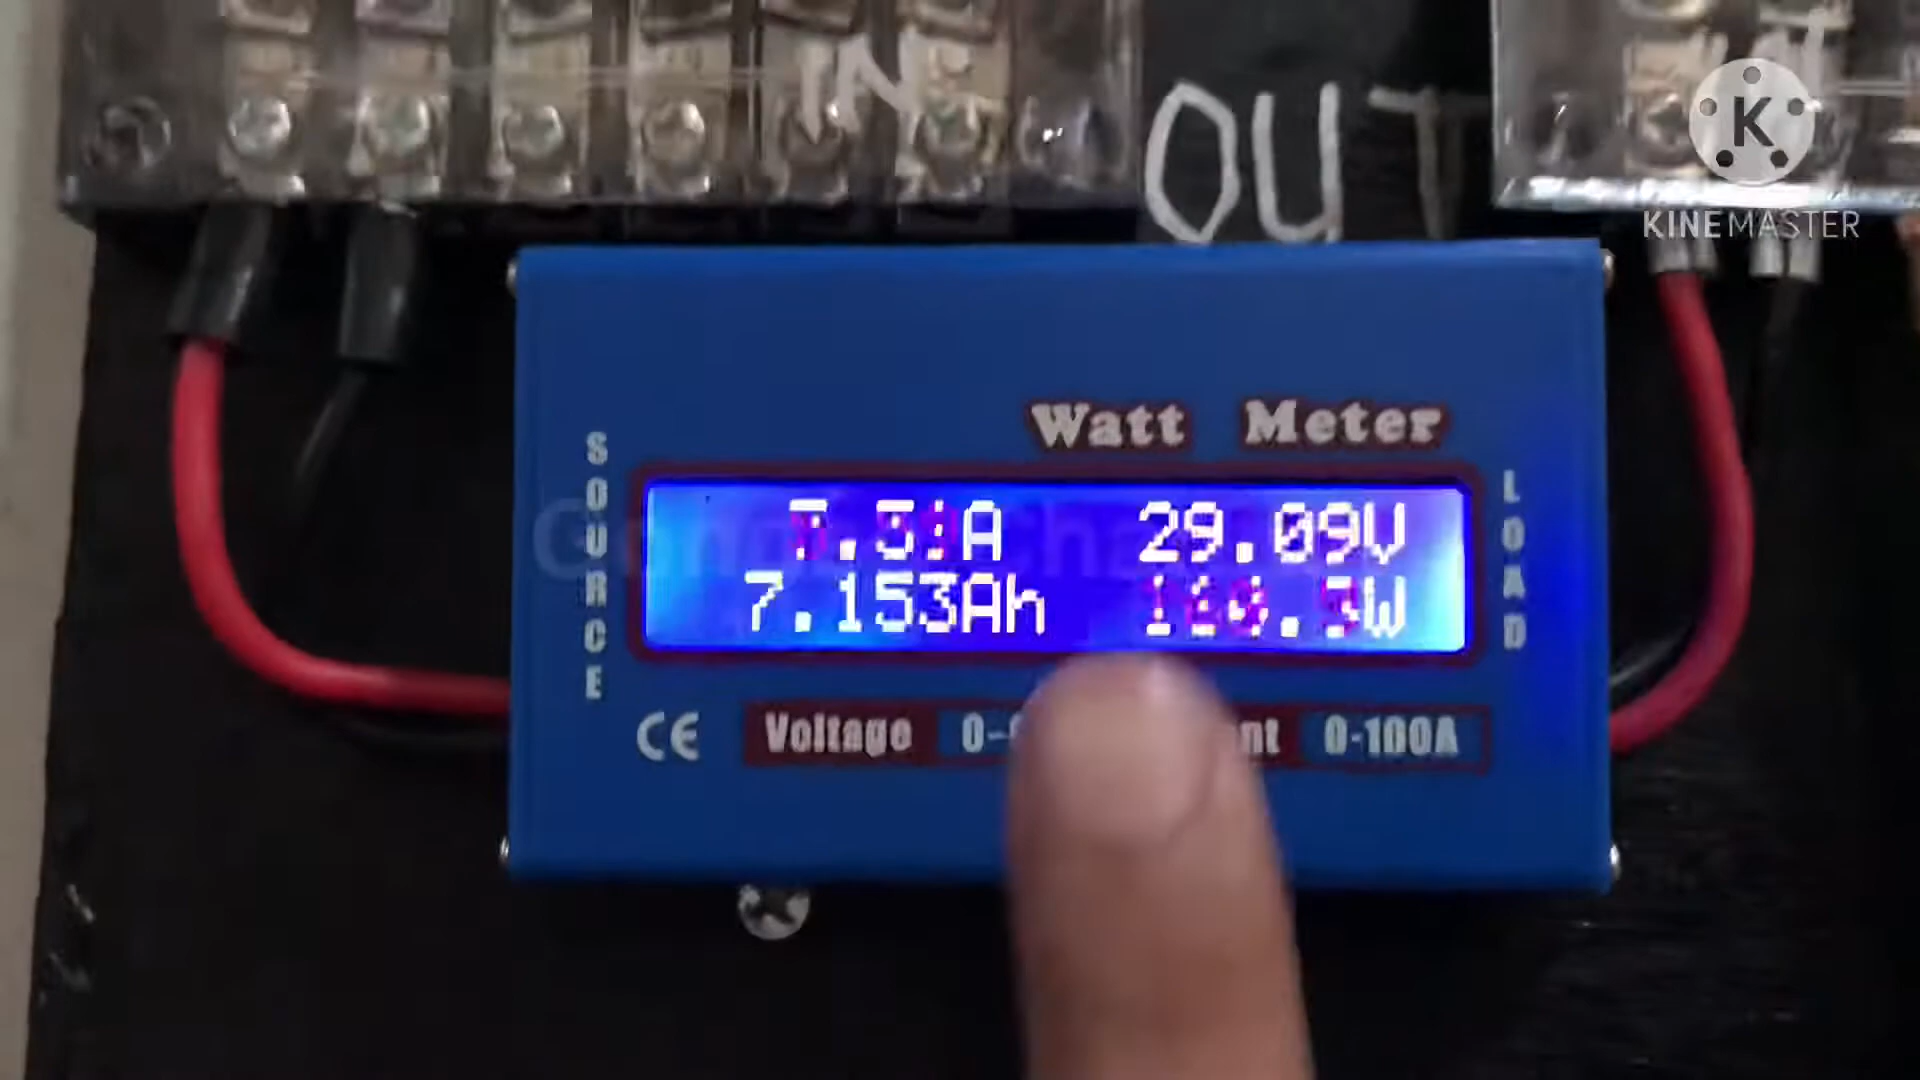 IN
OUT
KINEMASTER
Watt Meter
SOURCE
29.09V
7.153Ah
LOAD
CE
Voltage
0-100A